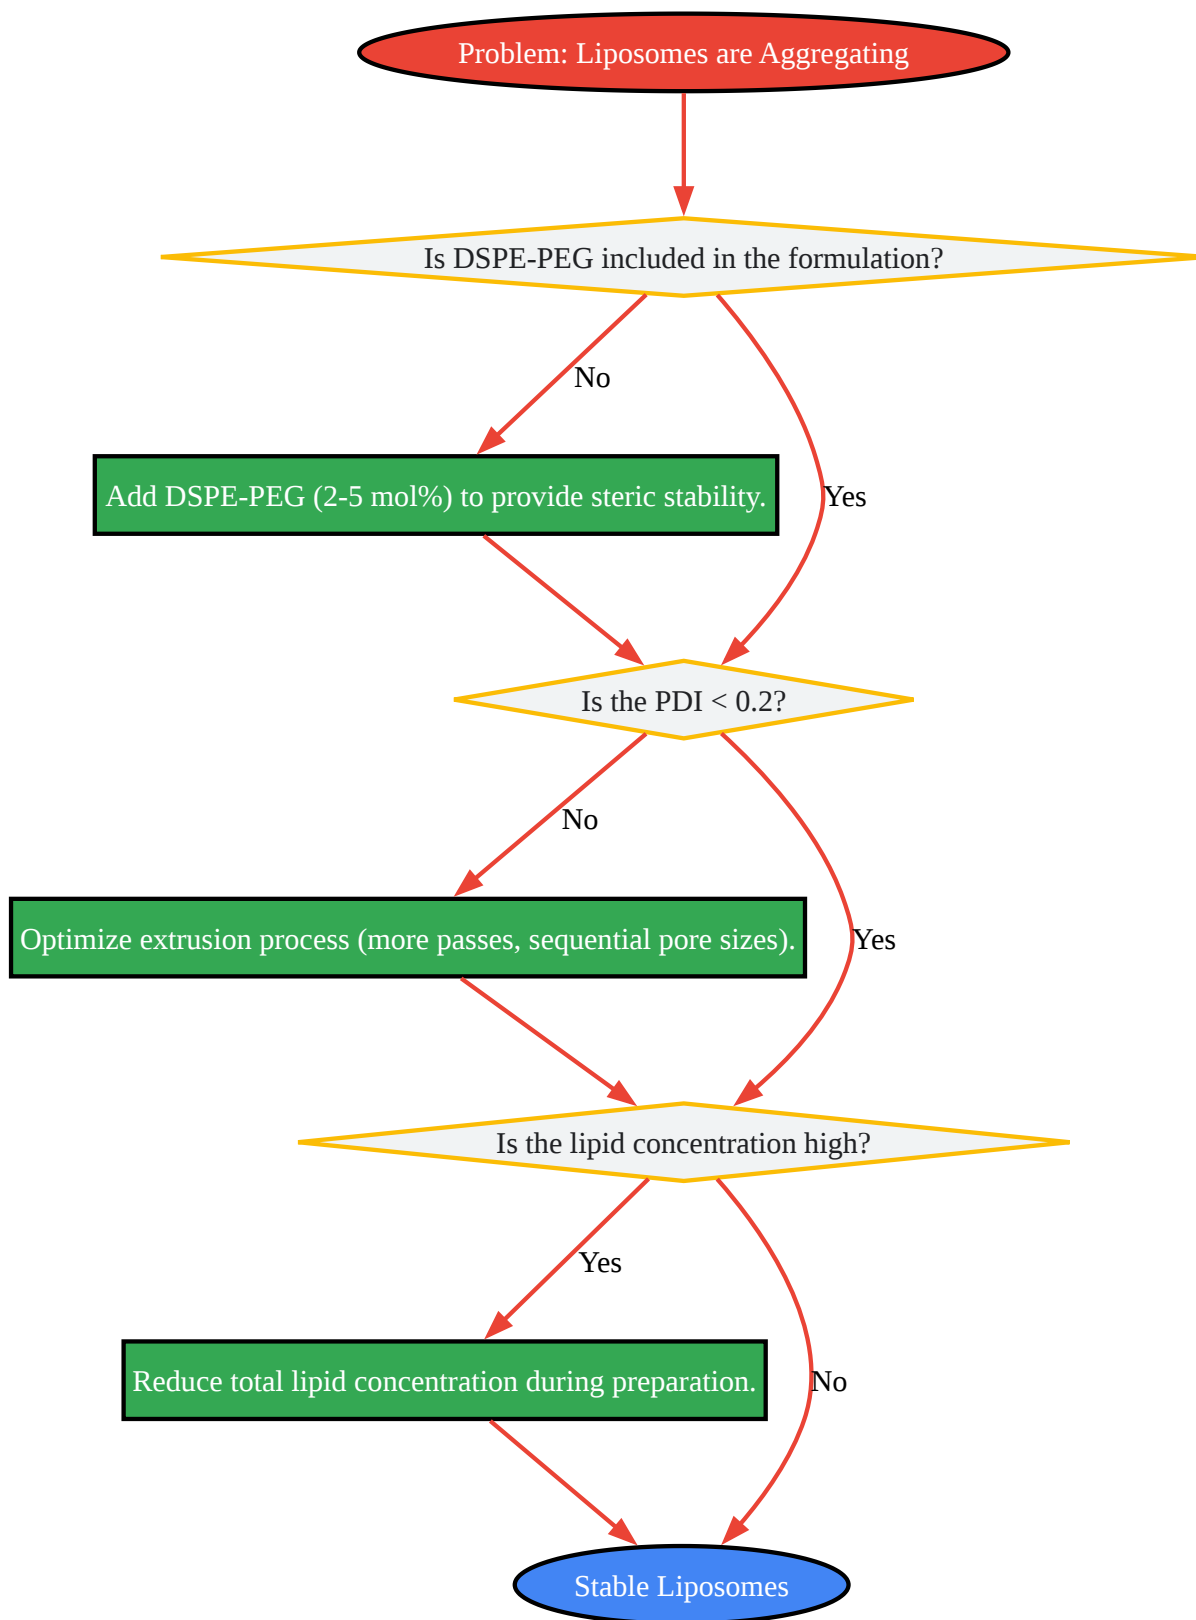 Problem: Liposomes are Aggregating
Is DSPE-PEG included in the formulation?
No
Add DSPE-PEG (2-5 mol%) to provide steric stability.
Yes
Is the PDI < 0.2?
No
Optimize extrusion process (more passes, sequential pore sizes).
Yes
Is the lipid concentration high?
Yes
Reduce total lipid concentration during preparation.
No
Stable Liposomes